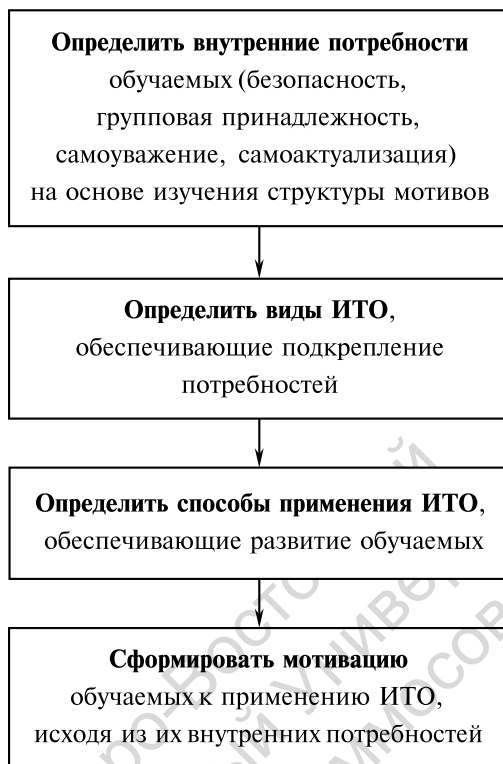 Определить внутренние потребности
обучаемых (безопасность,
групповая принадлежность,
самоуважение, самоактуализация)
на основе изучения структуры мотивов
Определить виды ИТО,
обеспечивающие подкрепление
потребностей
Определить способы применения ИТО,
обеспечивающие развитие обучаемых
Сформировать мотивацию
обучаемых к применению ИТО,
исходя из их внутренних потребностей